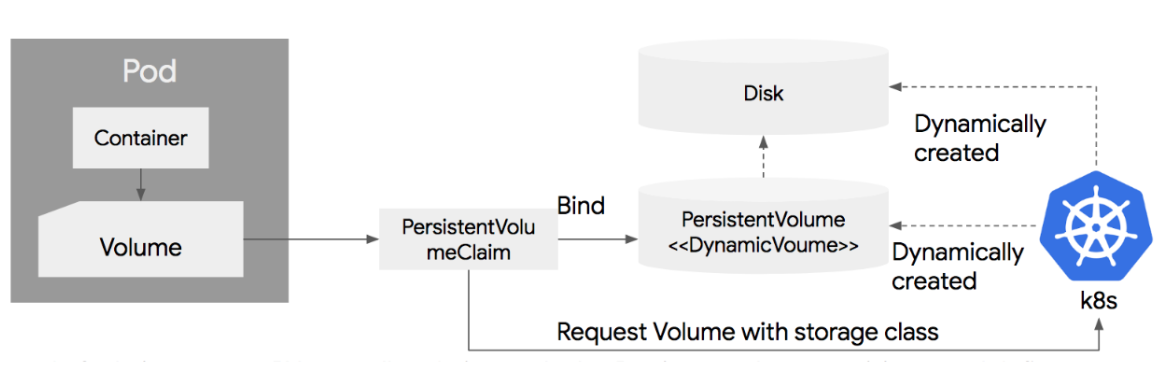 Pod
Container
Volume
PersistentVolu
meClaim
Bind
Disk
PersistentVolume
<<DynamicVoume>>
Dynamically
created
Dynamically
created
k8s
Request Volume with storage class